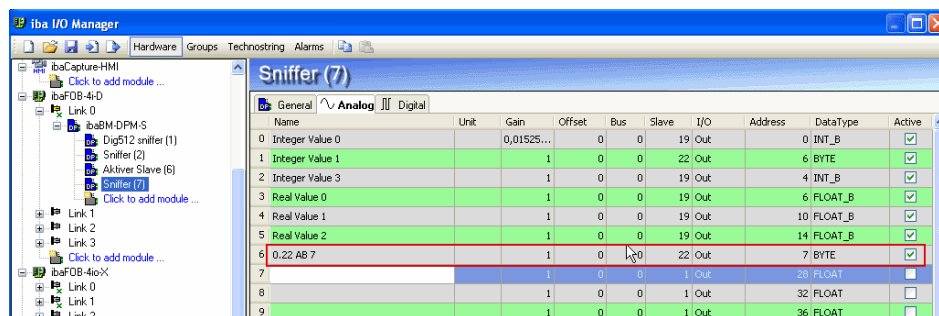 iba I/O Manager
Hardware Groups Technostring Alarms
ibaCapture-HMI
Click to add module ...
ibaFOB-4i-D
Link 0
ibaBM-DPM-S
Dig512 sniffer (1)
Sniffer (2)
Aktiver Slave (6)
Sniffer (7)
Click to add module ...
Link 1
Link 2
Link 3
Click to add module ...
ibaFOB-4io-X
Link 0
Link 1
Link 2
Sniffer (7)
General Analog Digital
Name Unit Gain Offset Bus Slave I/O Address DataType Active
0 Integer Value 0 0,01525... 0 0 19 Out 0 INT_B
1 Integer Value 1 1 0 0 22 Out 6 BYTE
2 Integer Value 3 1 0 0 19 Out 4 INT_B
3 Real Value 0 1 0 0 19 Out 6 FLOAT_B
4 Real Value 1 1 0 0 19 Out 10 FLOAT_B
5 Real Value 2 1 0 0 19 Out 14 FLOAT_B
6 0.22 AB 7 1 0 0 22 Out 7 BYTE
7 1 0 0 1 Out 28 FLOAT
8 1 0 0 1 Out 32 FLOAT
9 1 0 0 1 Out 36 FLOAT